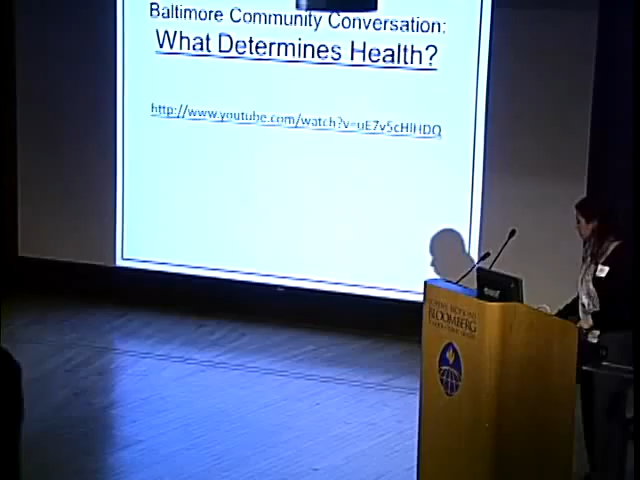 Baltimore Community Conversation:
What Determines Health?
http://www.youtube.com/watch?v=uE7v5cHIHDQ
BLOOMBERG